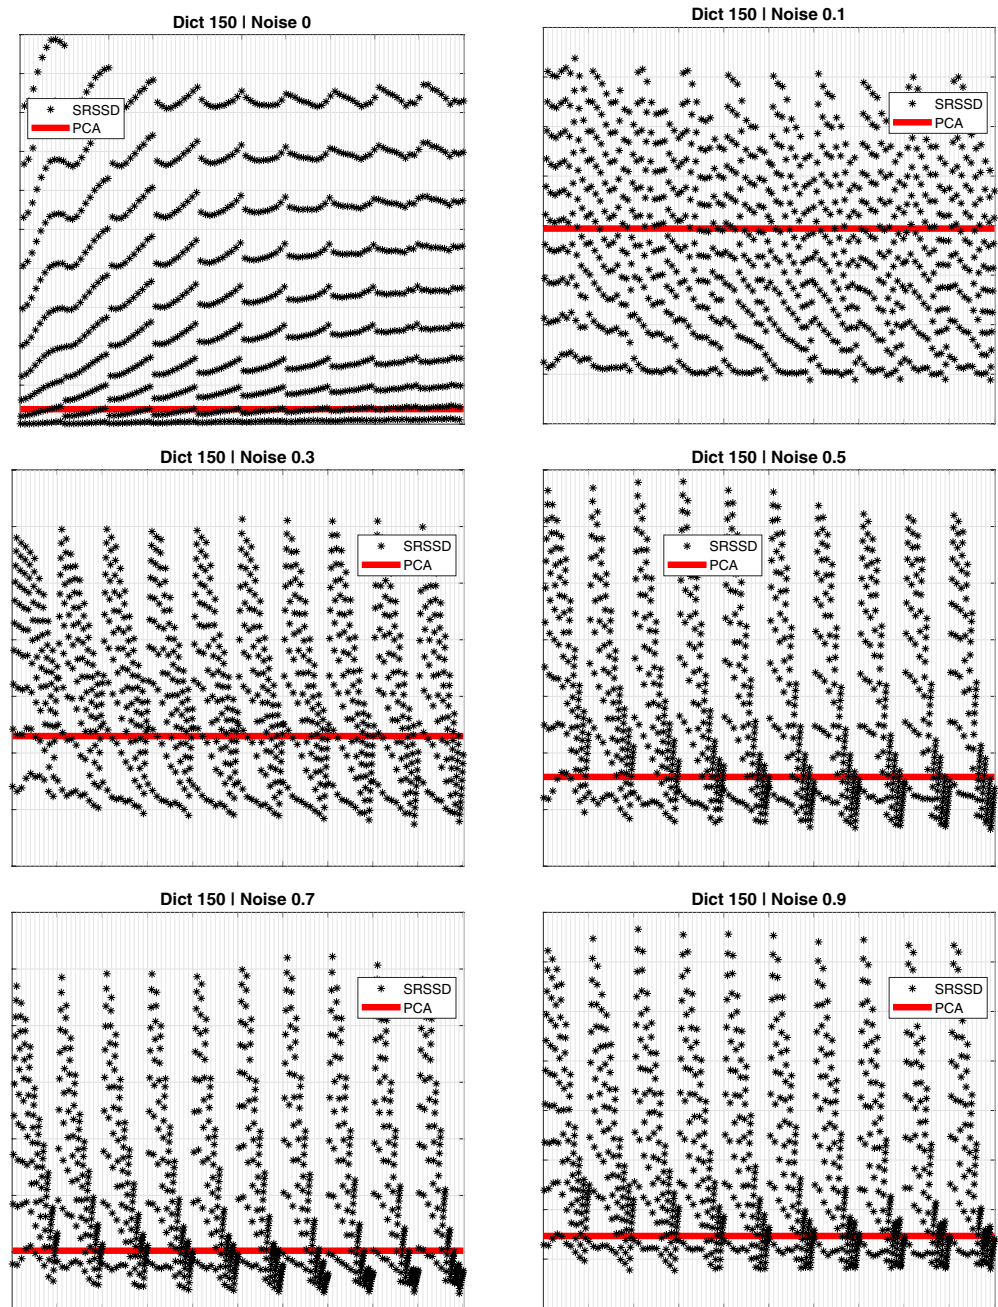 Dict 150 | Noise 0
SRSSD
PCA
Dict 150 | Noise 0.1
SRSSD
PCA
Dict 150 | Noise 0.3
SRSSD
PCA
Dict 150 | Noise 0.5
SRSSD
PCA
Dict 150 | Noise 0.7
SRSSD
PCA
Dict 150 | Noise 0.9
SRSSD
PCA